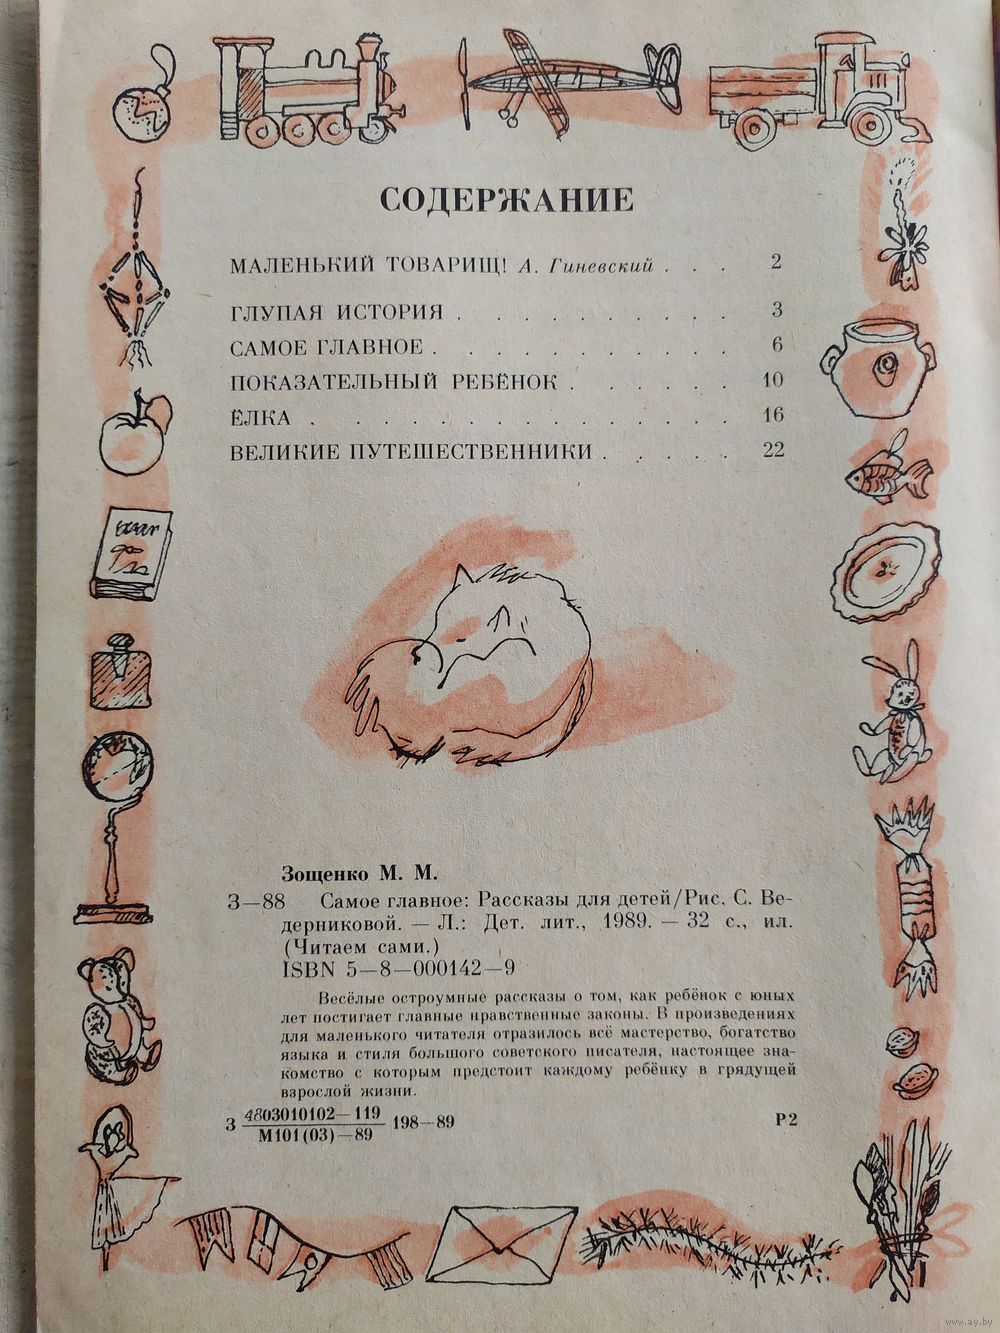 СОДЕРЖАНИЕ
МАЛЕНЬКИЙ ТОВАРИЩ! А. Гиневский . . . 2
ГЛУПАЯ ИСТОРИЯ . . . . . . . . . 3
САМОЕ ГЛАВНОЕ . . . . . . . . . . 6
ПОКАЗАТЕЛЬНЫЙ РЕБЁНОК . . . . . . 10
ЁЛКА . . . . . . . . . . . . . . 16
ВЕЛИКИЕ ПУТЕШЕСТВЕННИКИ . . . . . 22
Зощенко М. М.
З—88 Самое главное: Рассказы для детей/Рис. С. Ве-
дерниковой. — Л.: Дет. лит., 1989. — 32 с., ил.
(Читаем сами.)
ISBN 5—8—000142—9
Весёлые остроумные рассказы о том, как ребёнок с юных
лет постигает главные нравственные законы. В произведениях
для маленького читателя отразилось всё мастерство, богатство
языка и стиля большого советского писателя, настоящее зна-
комство с которым предстоит каждому ребёнку в грядущей
взрослой жизни.
З 4803010102—119 198—89 Р2
М101(03)—89
www.ay.by